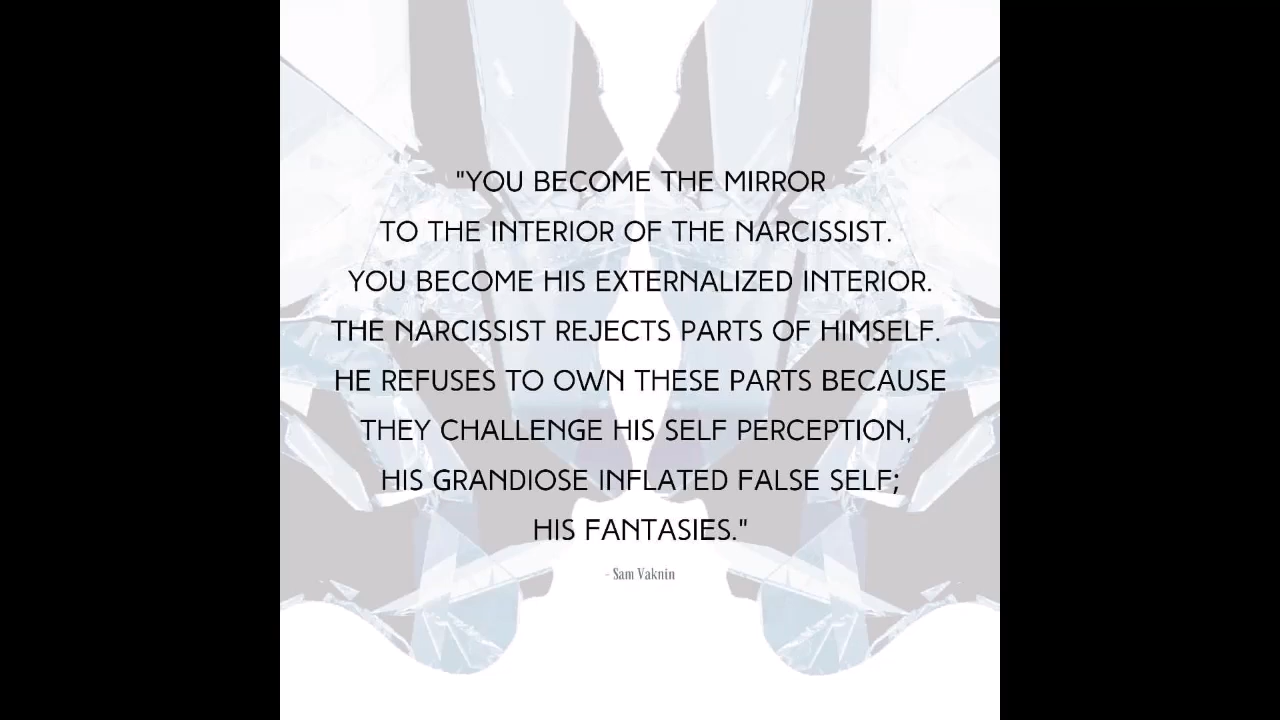 "YOU BECOME THE MIRROR
TO THE INTERIOR OF THE NARCISSIST.
YOU BECOME HIS EXTERNALIZED INTERIOR.
THE NARCISSIST REJECTS PARTS OF HIMSELF.
HE REFUSES TO OWN THESE PARTS BECAUSE
THEY CHALLENGE HIS SELF PERCEPTION,
HIS GRANDIOSE INFLATED FALSE SELF;
HIS FANTASIES."
- Sam Vaknin